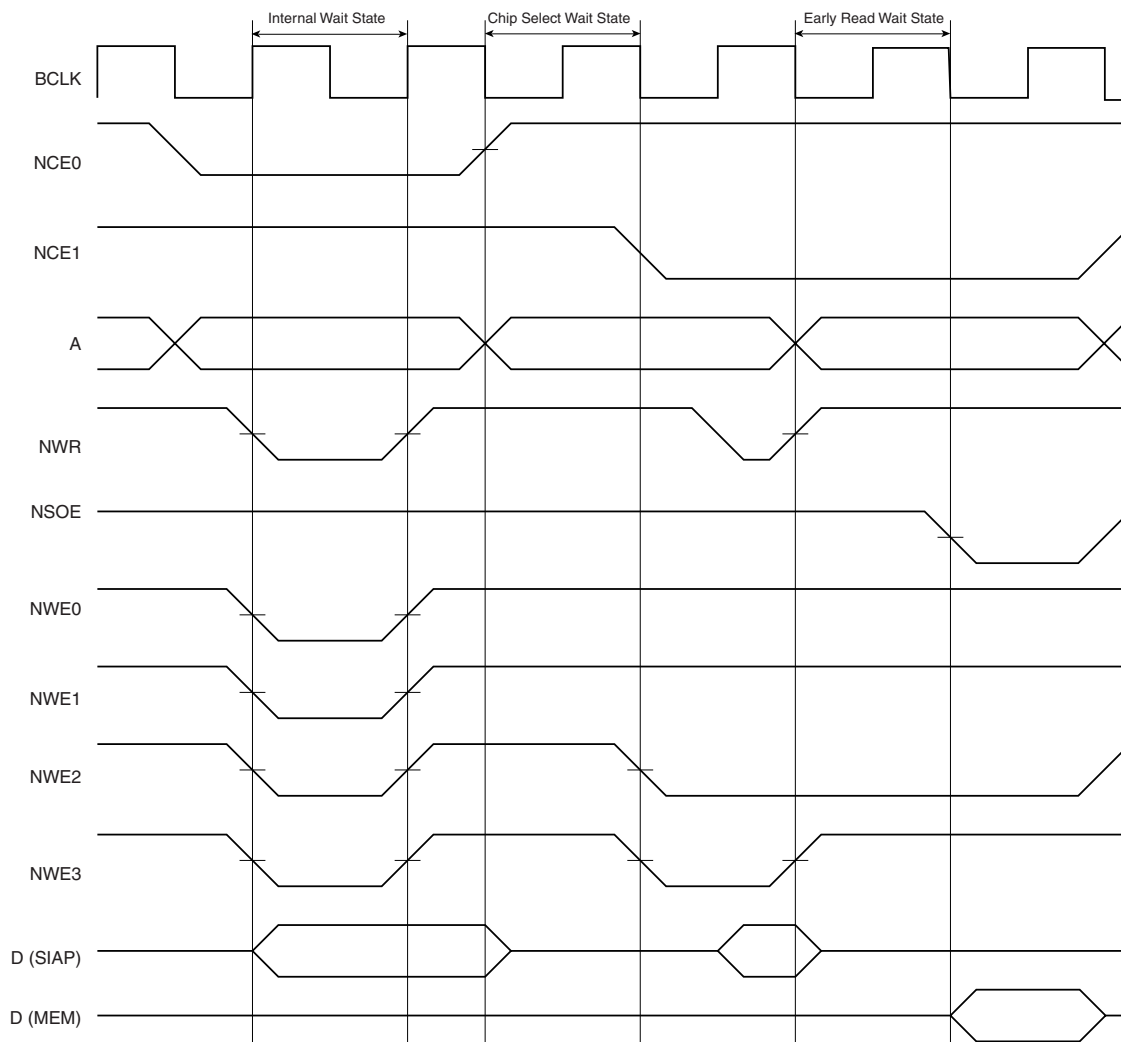 Internal Wait State
Chip Select Wait State
Early Read Wait State
BCLK
NCE0
NCE1
A
NWR
NSOE
NWE0
NWE1
NWE2
NWE3
D (SIAP)
D (MEM)